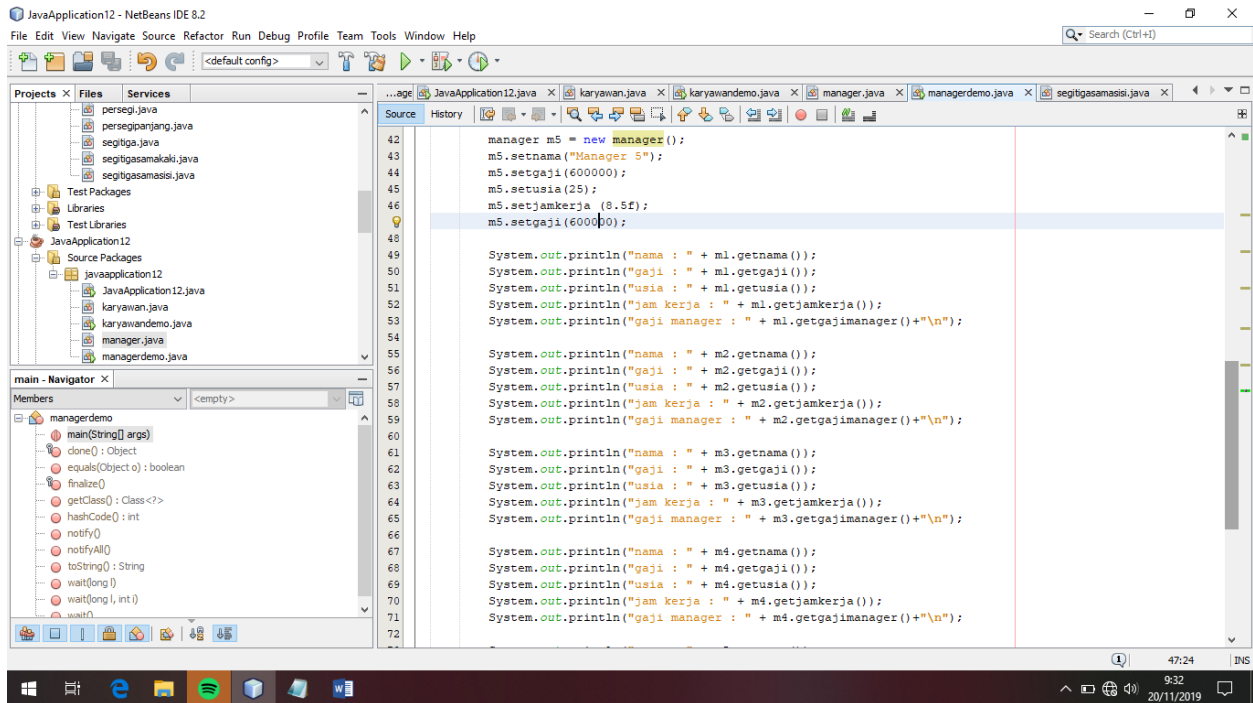 JavaApplication12 - NetBeans IDE 8.2
File Edit View Navigate Source Refactor Run Debug Profile Team Tools Window Help
Search (Ctrl+I)
<default config>
Projects Files Services
persegi.java
persegipanjang.java
segitiga.java
segitigasamakaki.java
segitigasamasisi.java
Test Packages
Libraries
Test Libraries
JavaApplication12
Source Packages
javaapplication12
JavaApplication12.java
karyawan.java
karyawandemo.java
manager.java
managerdemo.java
main - Navigator
Members <empty>
managerdemo
main(String[] args)
clone() : Object
equals(Object o) : boolean
finalize()
getClass() : Class<?>
hashCode() : int
notify()
notifyAll()
toString() : String
wait(long l)
wait(long l, int i)
wait()
...age JavaApplication12.java karyawan.java karyawandemo.java manager.java managerdemo.java segitigasamasisi.java
Source History
42 manager m5 = new manager();
43 m5.setnama("Manager 5");
44 m5.setgaji(600000);
45 m5.setusia(25);
46 m5.setjamkerja (8.5f);
m5.setgaji(600000);
48
49 System.out.println("nama : " + m1.getnama());
50 System.out.println("gaji : " + m1.getgaji());
51 System.out.println("usia : " + m1.getusia());
52 System.out.println("jam kerja : " + m1.getjamkerja());
53 System.out.println("gaji manager : " + m1.getgajimanager()+"\n");
54
55 System.out.println("nama : " + m2.getnama());
56 System.out.println("gaji : " + m2.getgaji());
57 System.out.println("usia : " + m2.getusia());
58 System.out.println("jam kerja : " + m2.getjamkerja());
59 System.out.println("gaji manager : " + m2.getgajimanager()+"\n");
60
61 System.out.println("nama : " + m3.getnama());
62 System.out.println("gaji : " + m3.getgaji());
63 System.out.println("usia : " + m3.getusia());
64 System.out.println("jam kerja : " + m3.getjamkerja());
65 System.out.println("gaji manager : " + m3.getgajimanager()+"\n");
66
67 System.out.println("nama : " + m4.getnama());
68 System.out.println("gaji : " + m4.getgaji());
69 System.out.println("usia : " + m4.getusia());
70 System.out.println("jam kerja : " + m4.getjamkerja());
71 System.out.println("gaji manager : " + m4.getgajimanager()+"\n");
72
1 47:24 INS
9:32
20/11/2019